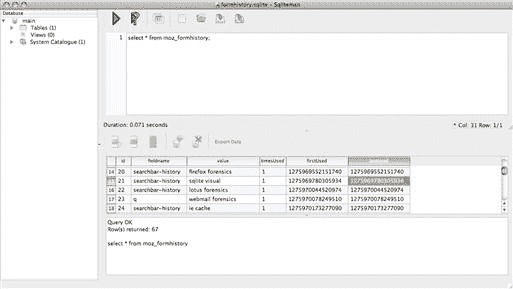 formhistory.sqlite - Sqliteman
Database
main
Tables (1)
Views (0)
System Catalogue (1)
1 select * from moz_formhistory;
Duration: 0.071 seconds
* Col: 31 Row: 1/1
Export Data
id fieldname value timesUsed firstUsed
14 20 searchbar-history firefox forensics 1 1275969552151740 1275969552151740
15 21 searchbar-history sqlite visual 1 1275969780305934
16 22 searchbar-history lotus forensics 1 1275970044520974 1275970044520974
17 23 q webmail forensics 1 1275970078249510 1275970078249510
18 24 searchbar-history ie cache 1 1275970173277090 1275970173277090
Query OK
Row(s) returned: 67
select * from moz_formhistory